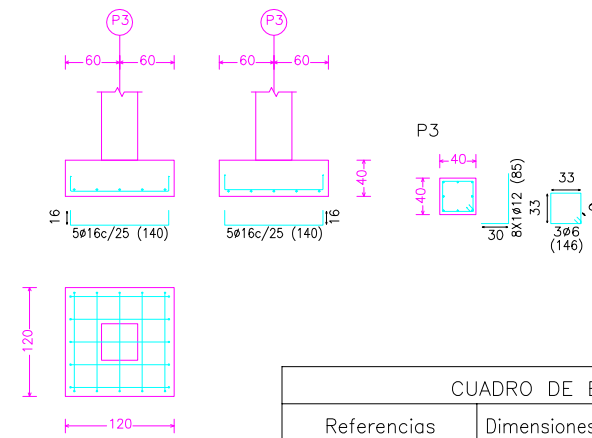 P3 P3
60 60 60 60
P3
40
40
40
33
33
16
5ø16c/25 (140)
5ø16c/25 (140)
16
30
8X1ø12 (85)
3ø6
(146)
120
120
CUADRO DE E
Referencias Dimensiones